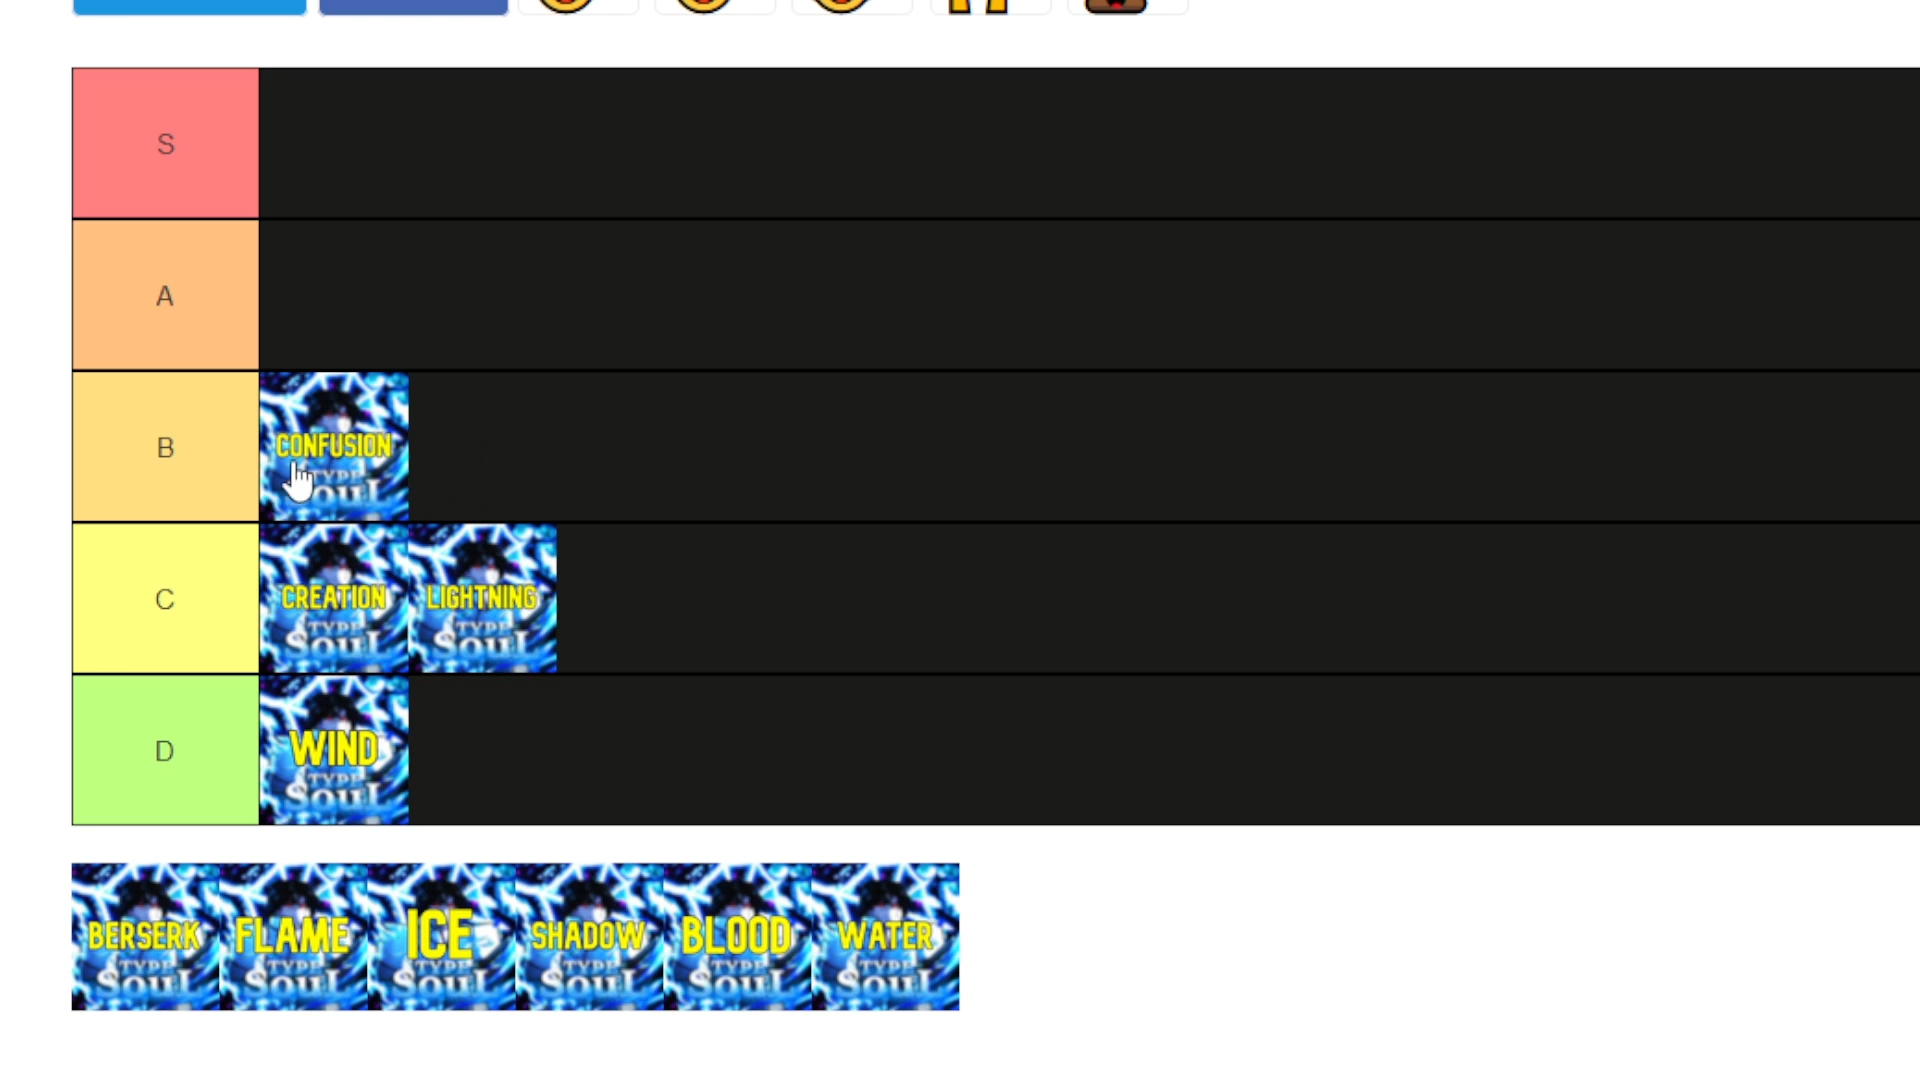 S
A
B
CONFUSION
TYPE
SOUL
C
CREATION
LIGHTNING
TYPE
TYPE
SOUL
SOUL
D
WIND
TYPE
SOUL
BERSERK
FLAME
ICE
SHADOW
BLOOD
WATER
TYPE
TYPE
TYPE
TYPE
TYPE
TYPE
SOUL
SOUL
SOUL
SOUL
SOUL
SOUL